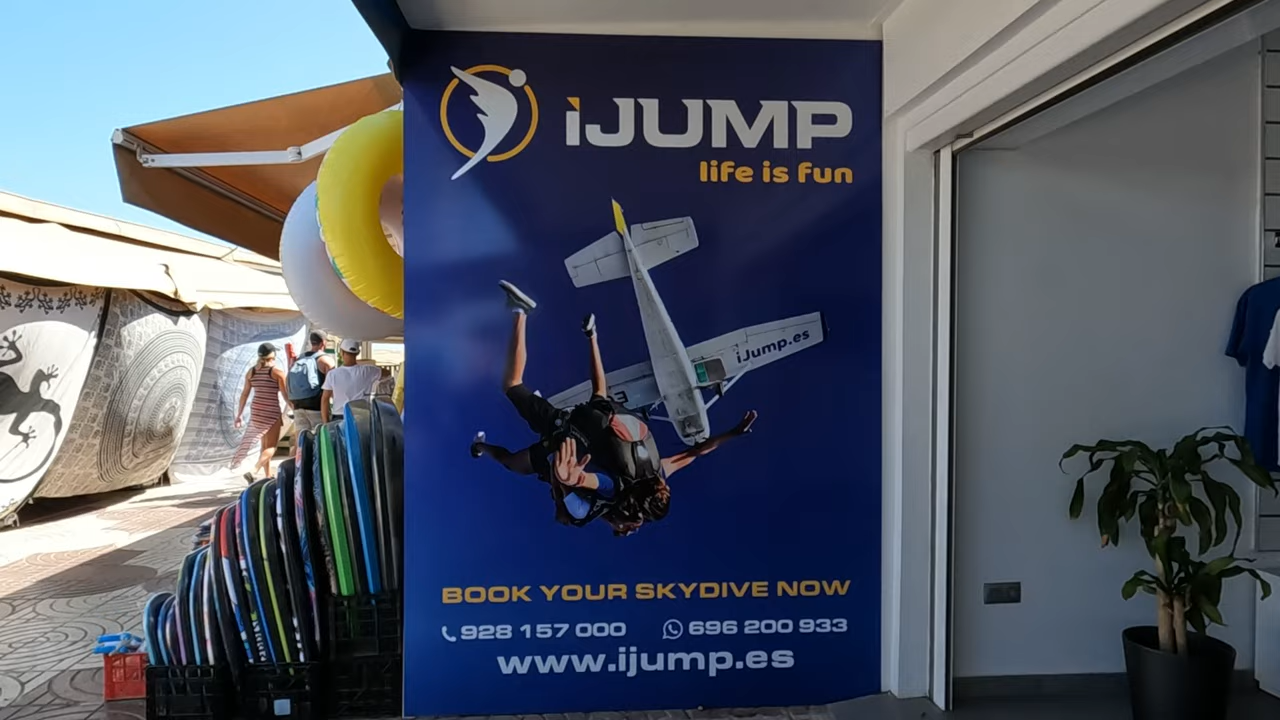 iJUMP
life is fun
iJump.es
BOOK YOUR SKYDIVE NOW
928 157 000
696 200 933
www.ijump.es